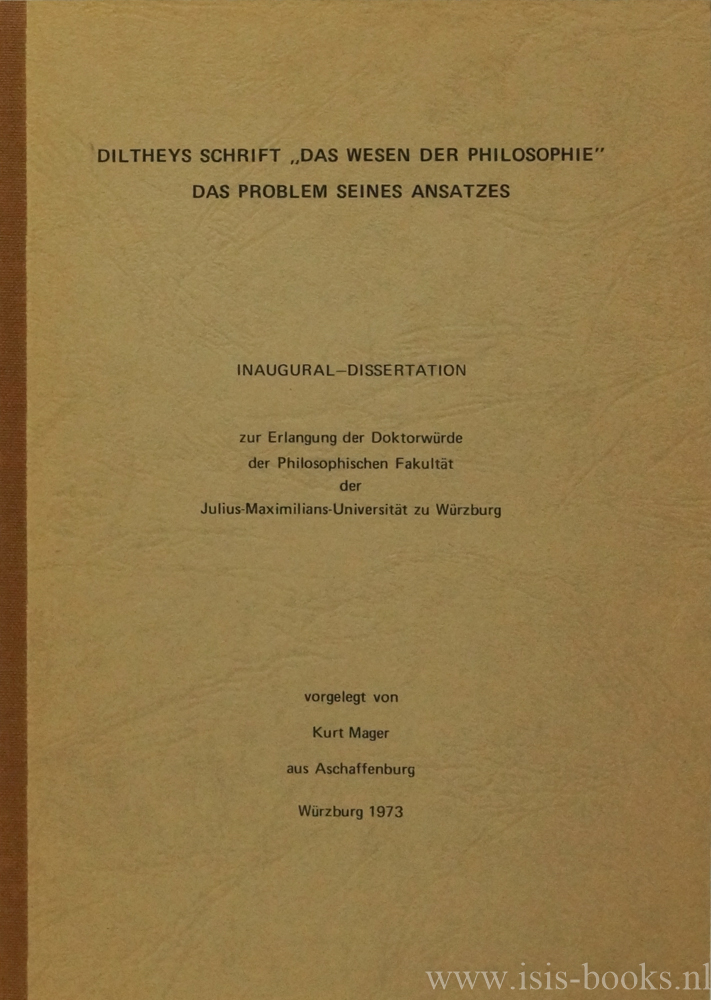 DILTHEYS SCHRIFT „DAS WESEN DER PHILOSOPHIE”
DAS PROBLEM SEINES ANSATZES
INAUGURAL–DISSERTATION
zur Erlangung der Doktorwürde
der Philosophischen Fakultät
der
Julius-Maximilians-Universität zu Würzburg
vorgelegt von
Kurt Mager
aus Aschaffenburg
Würzburg 1973
www.isis-books.nl